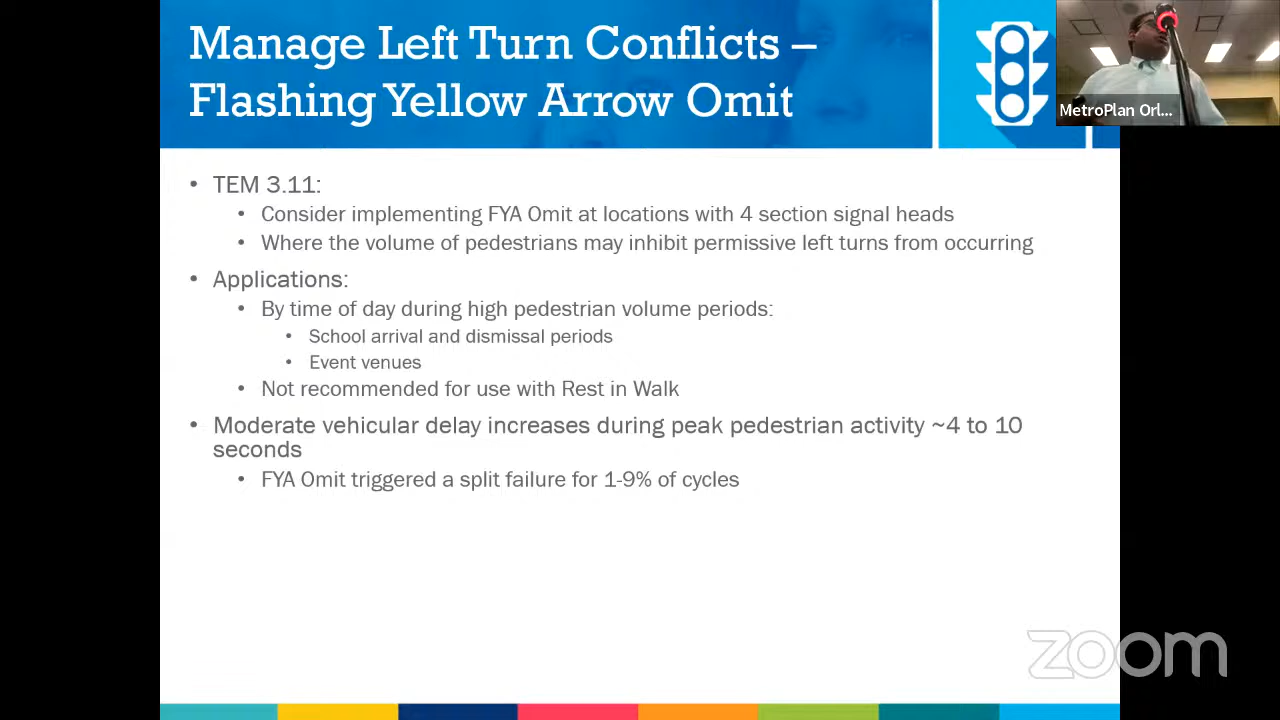 Manage Left Turn Conflicts –
Flashing Yellow Arrow Omit
MetroPlan Orl...
• TEM 3.11:
• Consider implementing FYA Omit at locations with 4 section signal heads
• Where the volume of pedestrians may inhibit permissive left turns from occurring
• Applications:
• By time of day during high pedestrian volume periods:
• School arrival and dismissal periods
• Event venues
• Not recommended for use with Rest in Walk
• Moderate vehicular delay increases during peak pedestrian activity ~4 to 10
seconds
• FYA Omit triggered a split failure for 1-9% of cycles
zoom